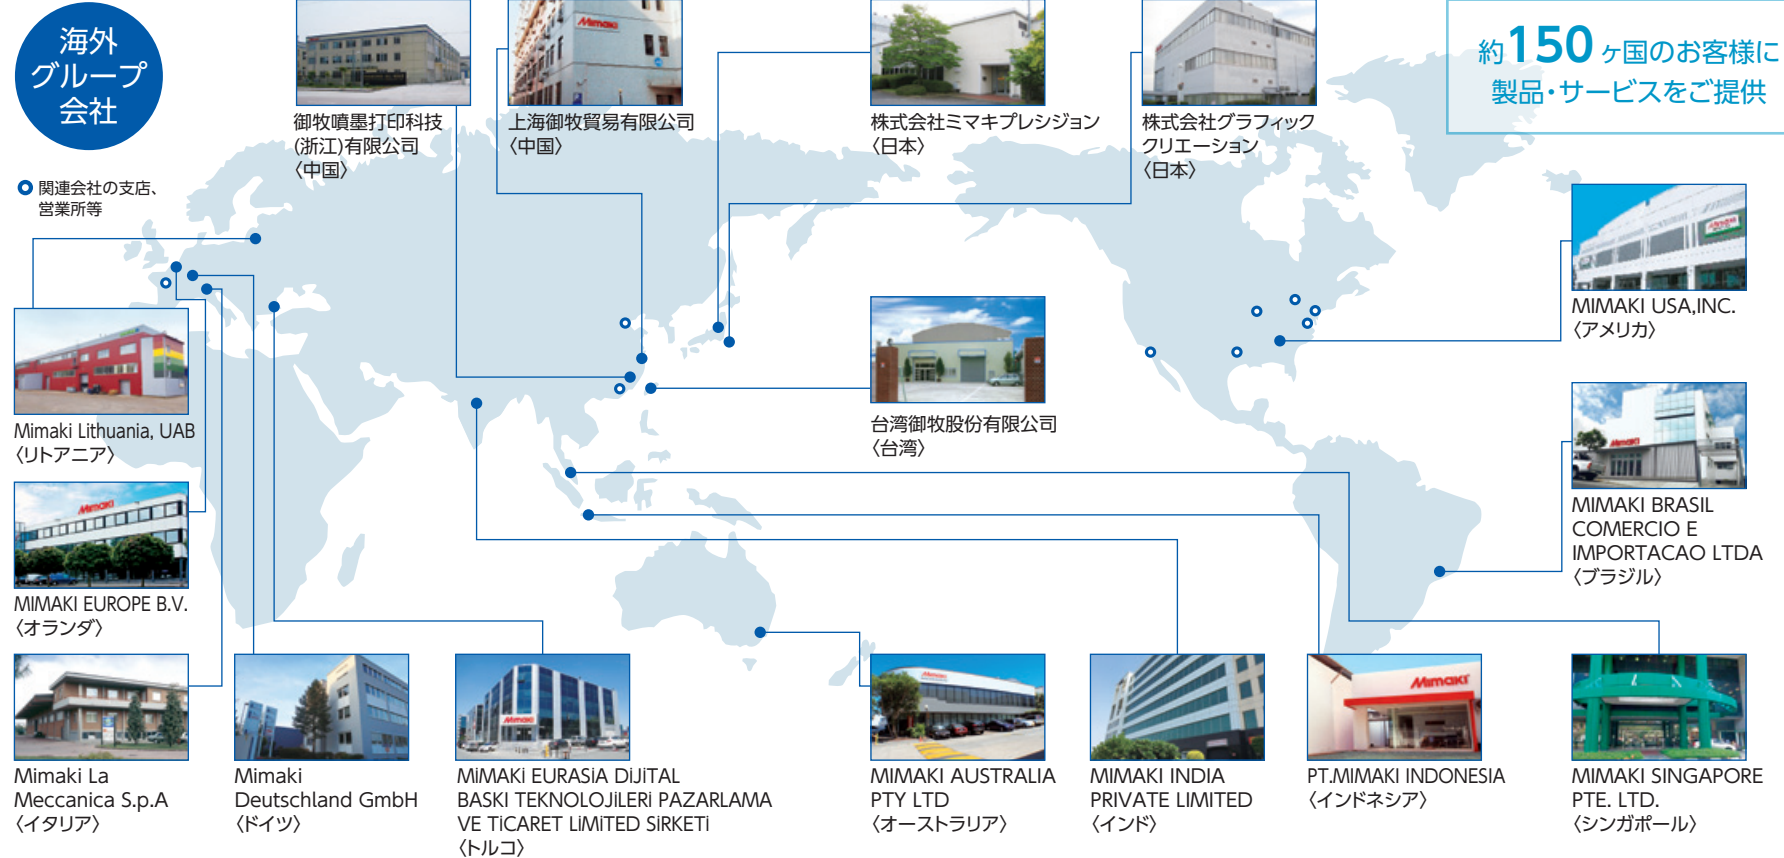 海外
グループ
会社
関連会社の支店、
営業所等
約150ヶ国のお客様に
製品・サービスをご提供
御牧噴墨打印科技
(浙江)有限公司
〈中国〉
Mimaki
上海御牧貿易有限公司
〈中国〉
株式会社ミマキプレシジョン
〈日本〉
株式会社グラフィック
クリエーション
〈日本〉
Mimaki
MIMAKI USA,INC.
〈アメリカ〉
Mimaki Lithuania, UAB
〈リトアニア〉
台湾御牧股份有限公司
〈台湾〉
Mimaki
MIMAKI BRASIL
COMERCIO E
IMPORTACAO LTDA
〈ブラジル〉
Mimaki
MIMAKI EUROPE B.V.
〈オランダ〉
Mimaki La
Meccanica S.p.A
〈イタリア〉
Mimaki
Deutschland GmbH
〈ドイツ〉
Mimaki
MiMAKi EURASiA DiJiTAL
BASKI TEKNOLOJiLERi PAZARLAMA
VE TiCARET LiMiTED SiRKETi
〈トルコ〉
Mimaki
MIMAKI AUSTRALIA
PTY LTD
〈オーストラリア〉
MIMAKI INDIA
PRIVATE LIMITED
〈インド〉
Mimaki
PT.MIMAKI INDONESIA
〈インドネシア〉
MIMAKI SINGAPORE
PTE. LTD.
〈シンガポール〉